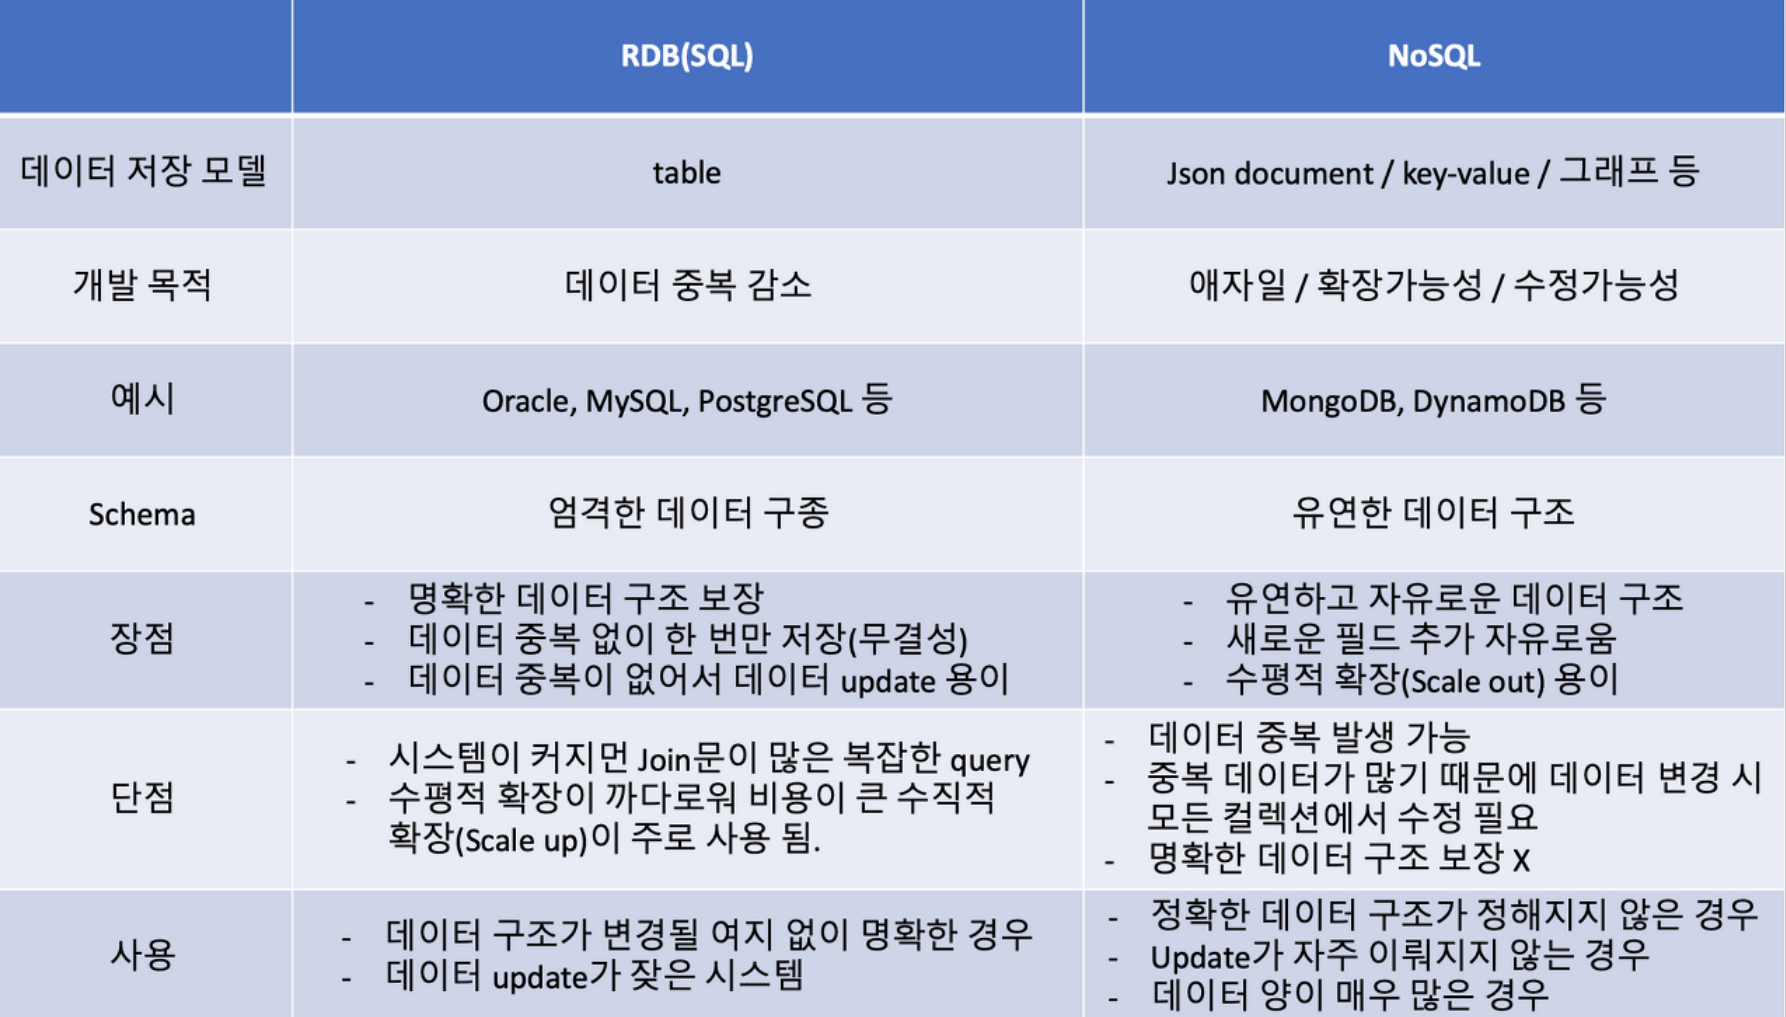 RDB(SQL)
NoSQL
데이터 저장 모델
table
Json document / key-value / 그래프 등
개발 목적
데이터 중복 감소
애자일 / 확장가능성 / 수정가능성
예시
Oracle, MySQL, PostgreSQL 등
MongoDB, DynamoDB 등
Schema
엄격한 데이터 구종
유연한 데이터 구조
장점
- 명확한 데이터 구조 보장
- 데이터 중복 없이 한 번만 저장(무결성)
- 데이터 중복이 없어서 데이터 update 용이
- 유연하고 자유로운 데이터 구조
- 새로운 필드 추가 자유로움
- 수평적 확장(Scale out) 용이
단점
- 시스템이 커지먼 Join문이 많은 복잡한 query
- 수평적 확장이 까다로워 비용이 큰 수직적
확장(Scale up)이 주로 사용 됨.
- 데이터 중복 발생 가능
- 중복 데이터가 많기 때문에 데이터 변경 시
모든 컬렉션에서 수정 필요
- 명확한 데이터 구조 보장 X
사용
- 데이터 구조가 변경될 여지 없이 명확한 경우
- 데이터 update가 잦은 시스템
- 정확한 데이터 구조가 정해지지 않은 경우
- Update가 자주 이뤄지지 않는 경우
- 데이터 양이 매우 많은 경우